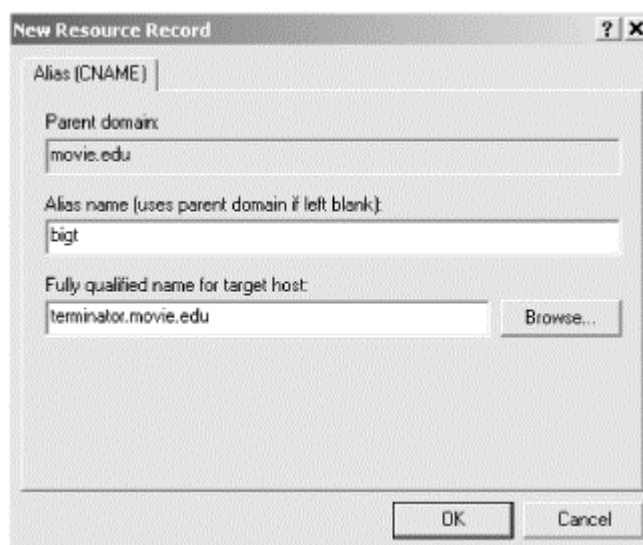 New Resource Record
Alias (CNAME)
Parent domain:
movie.edu
Alias name (uses parent domain if left blank):
bigt
Fully qualified name for target host:
terminator.movie.edu
Browse...
OK
Cancel